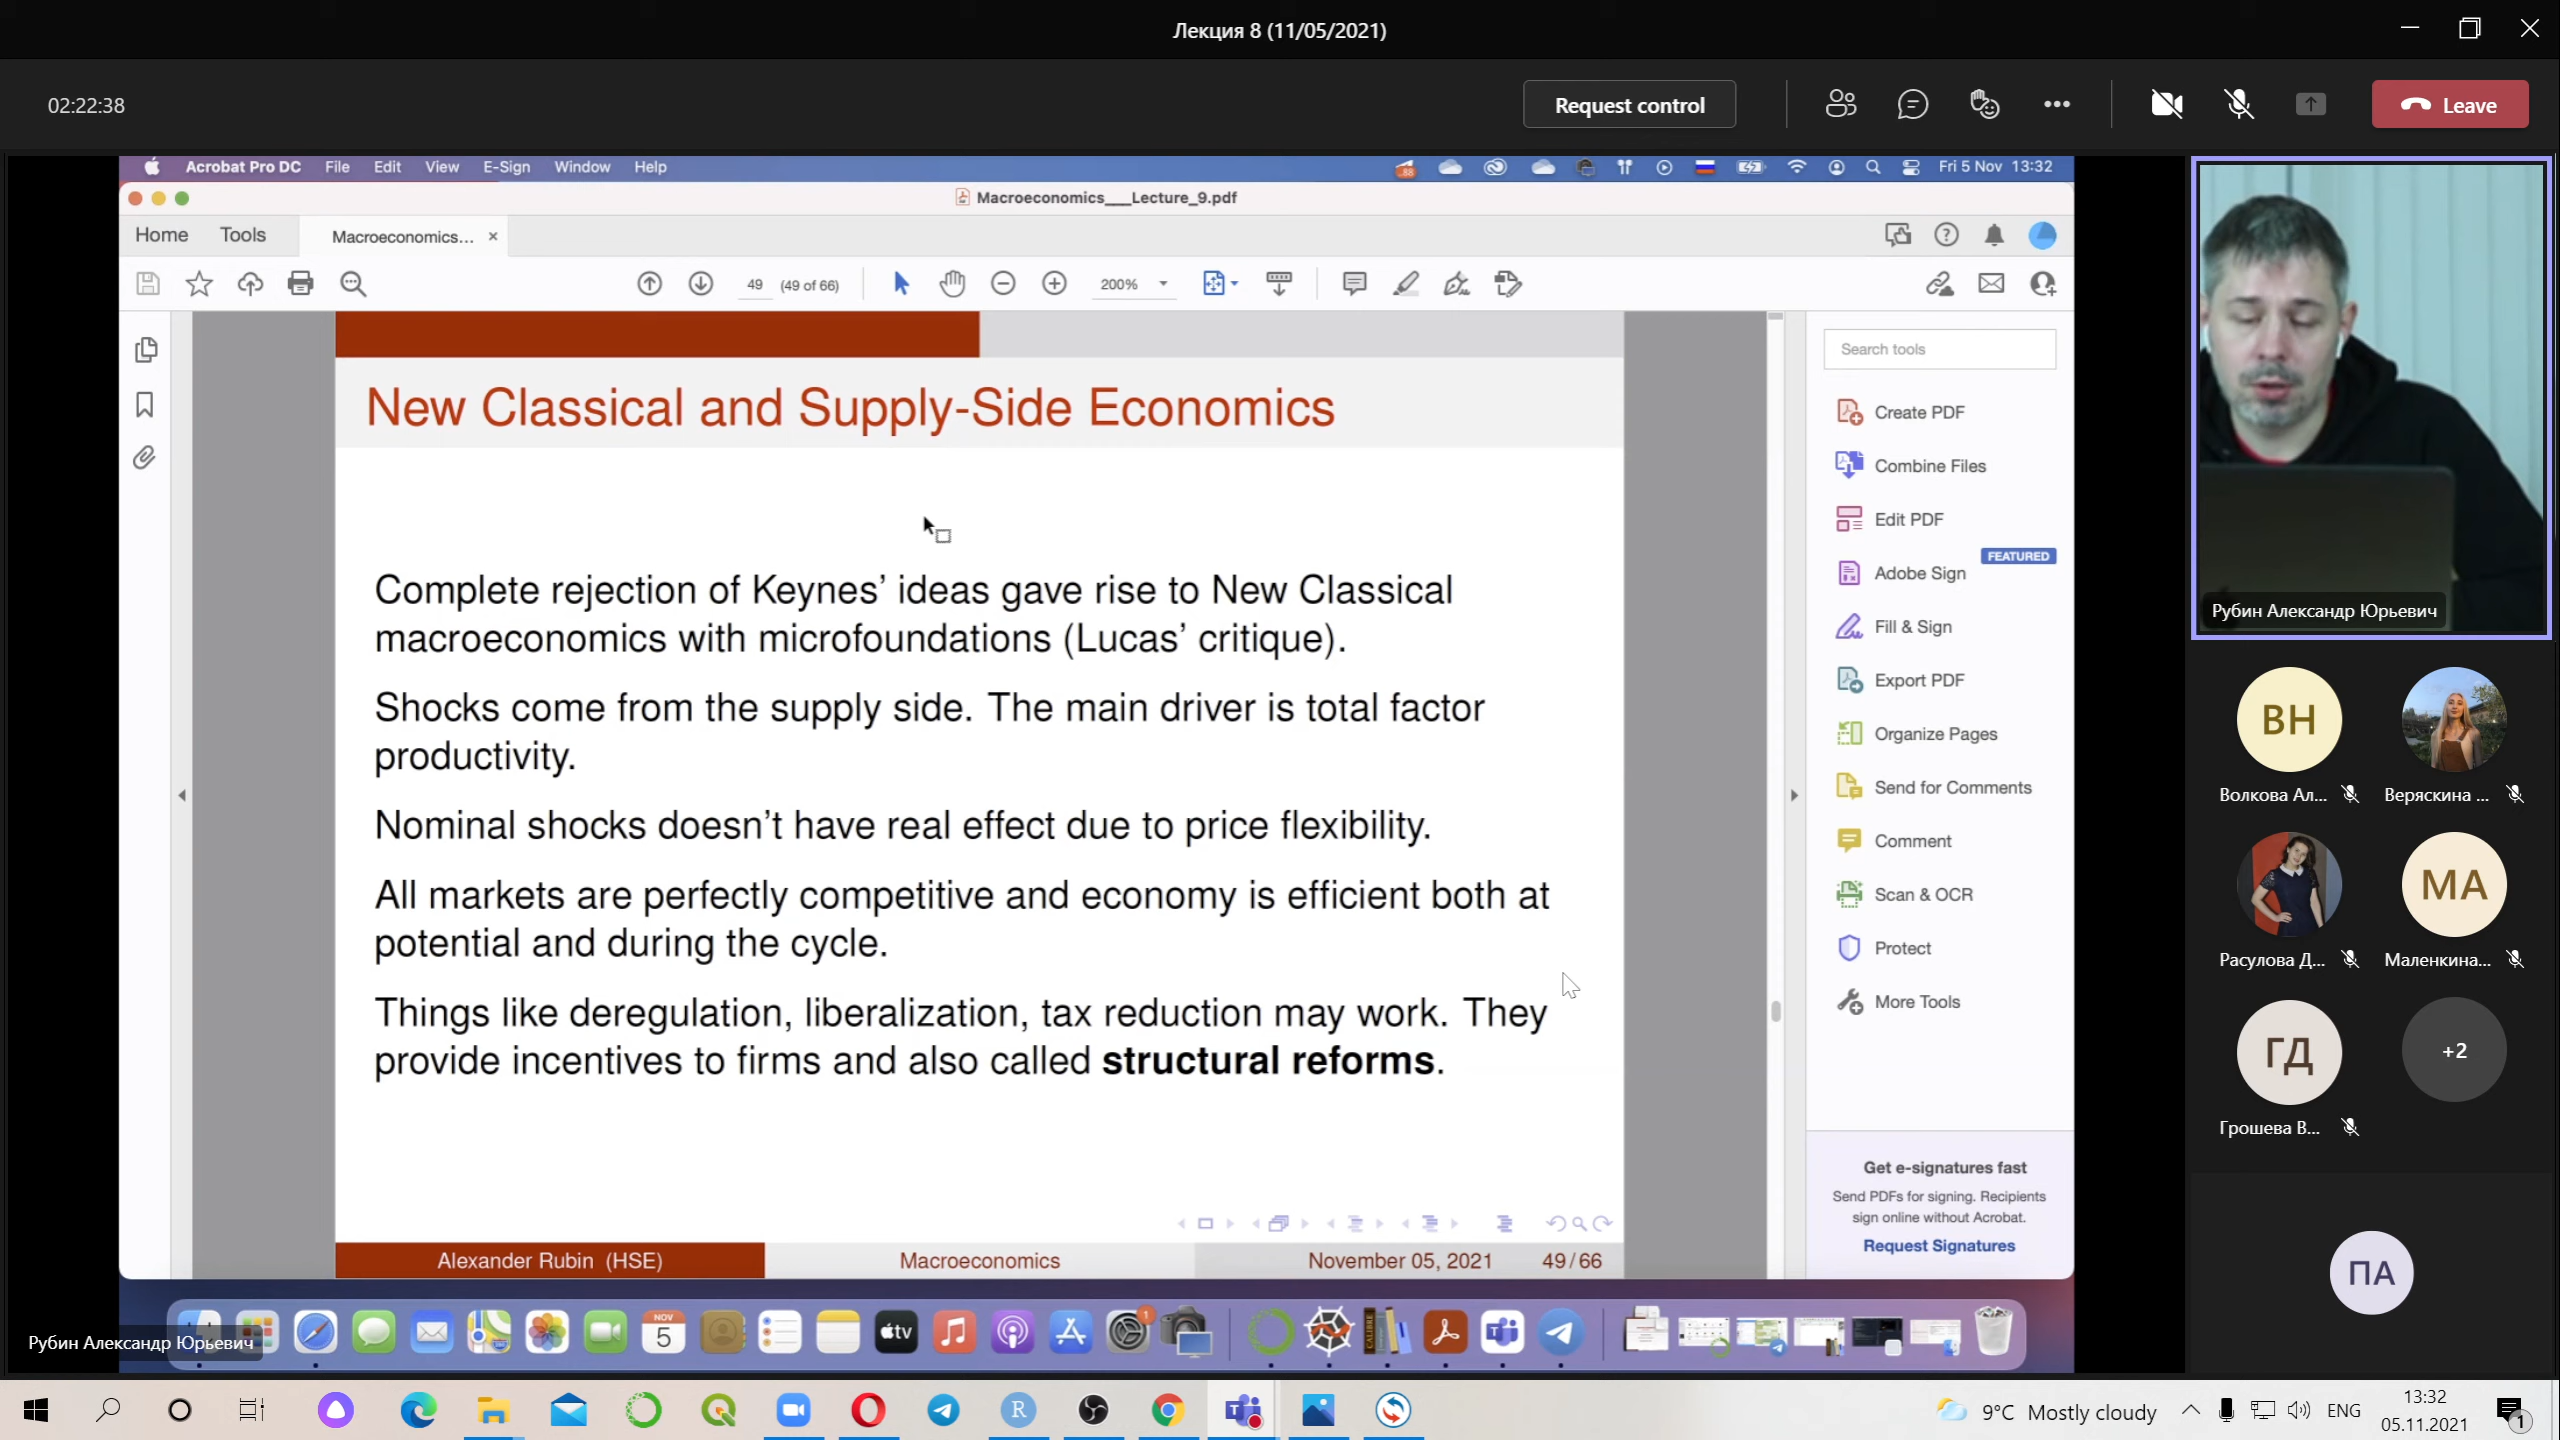 Лекция 8 (11/05/2021)
02:22:38
Request control
Leave
Acrobat Pro DC File Edit View E-Sign Window Help
88
Fri 5 Nov 13:32
Macroeconomics___Lecture_9.pdf
Home Tools Macroeconomics...
49 (49 of 66)
200%
New Classical and Supply-Side Economics
Complete rejection of Keynes’ ideas gave rise to New Classical
macroeconomics with microfoundations (Lucas’ critique).
Shocks come from the supply side. The main driver is total factor
productivity.
Nominal shocks doesn’t have real effect due to price flexibility.
All markets are perfectly competitive and economy is efficient both at
potential and during the cycle.
Things like deregulation, liberalization, tax reduction may work. They
provide incentives to firms and also called structural reforms.
Alexander Rubin (HSE) Macroeconomics November 05, 2021 49/66
Search tools
Create PDF
Combine Files
Edit PDF
FEATURED
Adobe Sign
Fill & Sign
Export PDF
Organize Pages
Send for Comments
Comment
Scan & OCR
Protect
More Tools
Get e-signatures fast
Send PDFs for signing. Recipients
sign online without Acrobat.
Request Signatures
Рубин Александр Юрьевич
ВН
Волкова Ал... Веряскина ...
МА
Расулова Д... Маленкина...
ГД +2
Грошева В...
ПА
NOV
5
tv
1
CALIBRE
Рубин Александр Юрьевич
R
9°C Mostly cloudy
ENG
13:32
05.11.2021
1